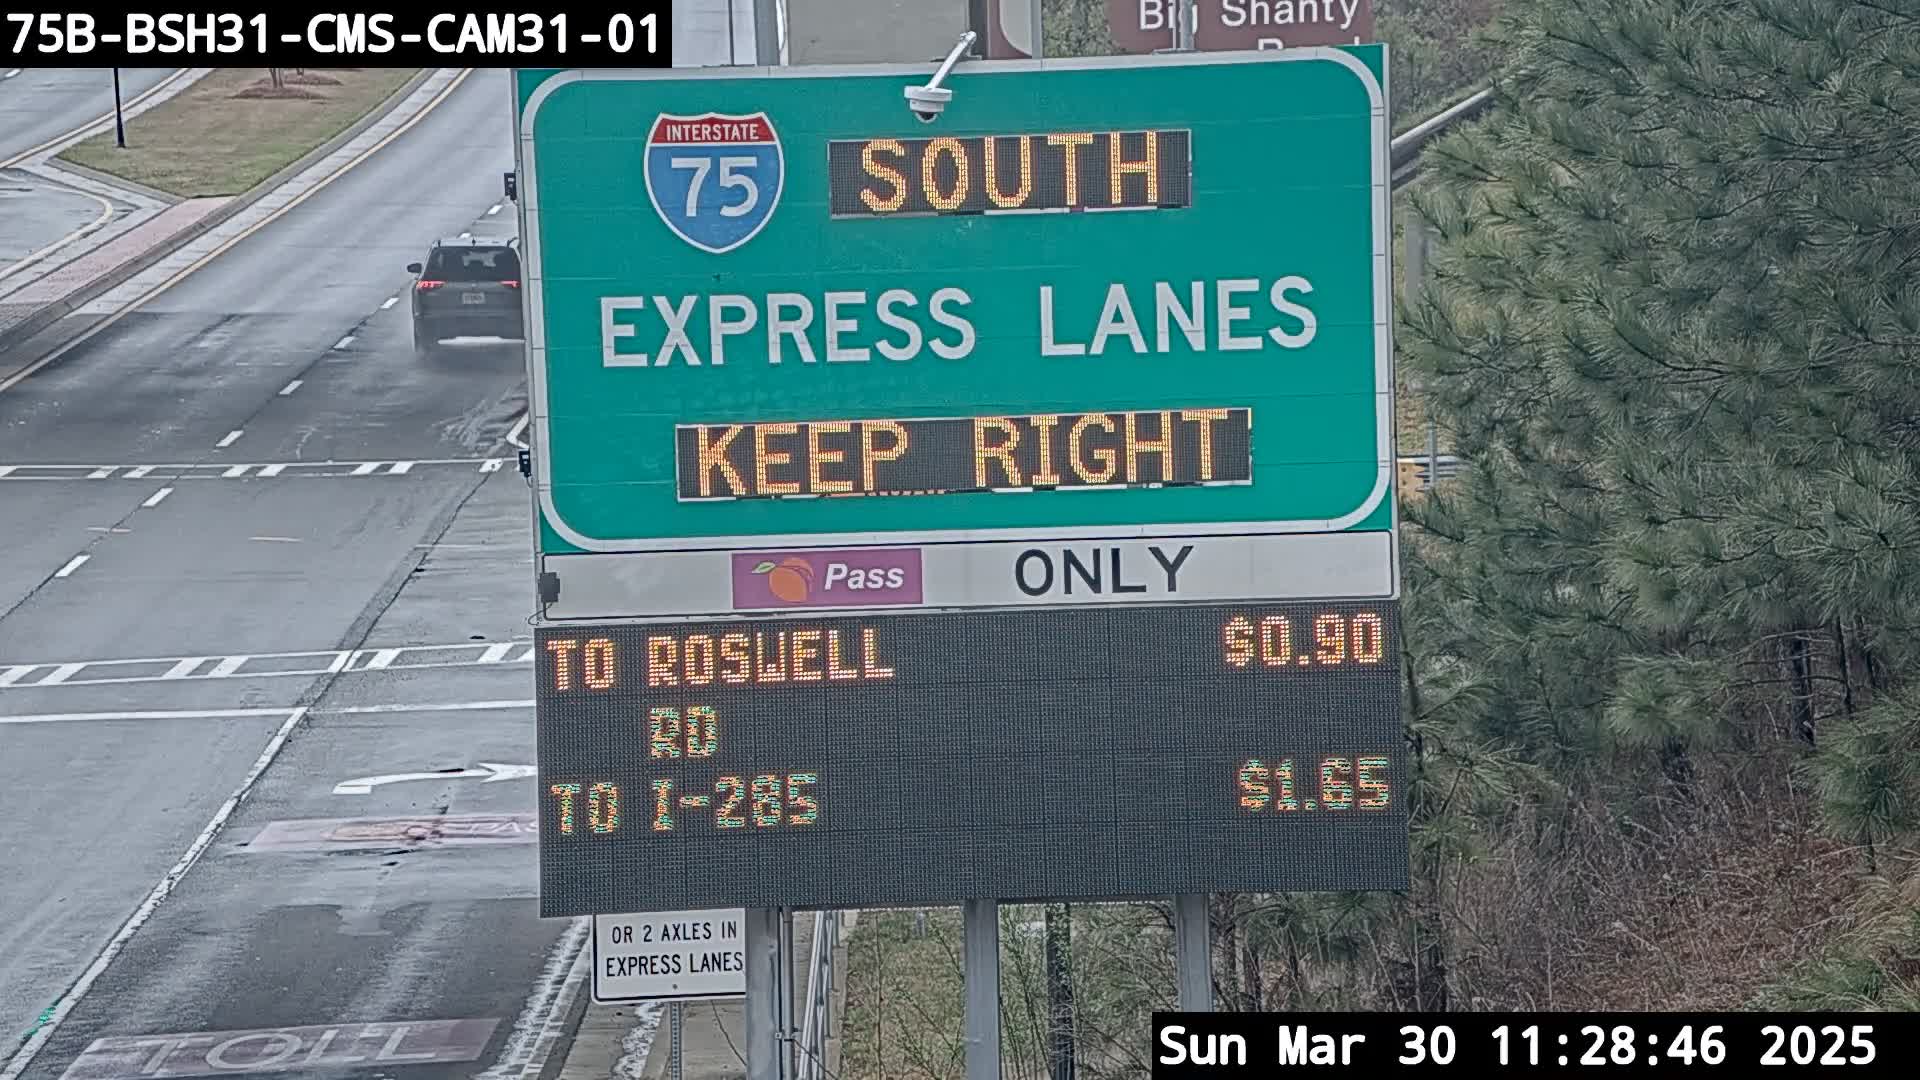 75B-BSH31-CMS-CAM31-01
Big Shanty
INTERSTATE
75
SOUTH
EXPRESS LANES
KEEP RIGHT
Pass
ONLY
TO ROSWELL $0.90
RD
TO I-285 $1.65
OR 2 AXLES IN
EXPRESS LANES
TOLL
Sun Mar 30 11:28:46 2025